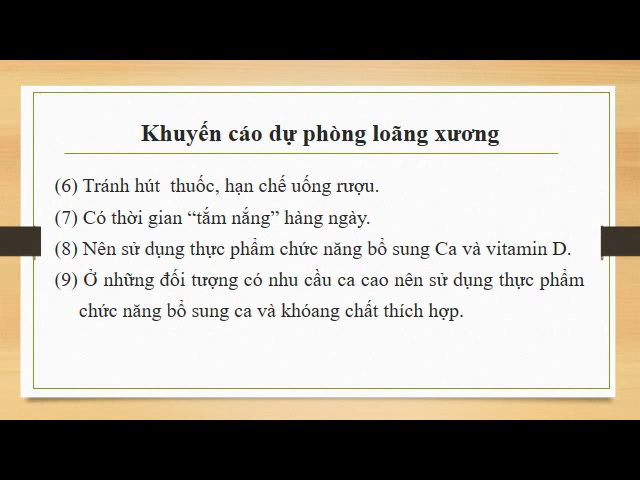 Khuyến cáo dự phòng loãng xương
(6) Tránh hút thuốc, hạn chế uống rượu.
(7) Có thời gian “tắm nắng” hàng ngày.
(8) Nên sử dụng thực phẩm chức năng bổ sung Ca và vitamin D.
(9) Ở những đối tượng có nhu cầu ca cao nên sử dụng thực phẩm
chức năng bổ sung ca và khóang chất thích hợp.